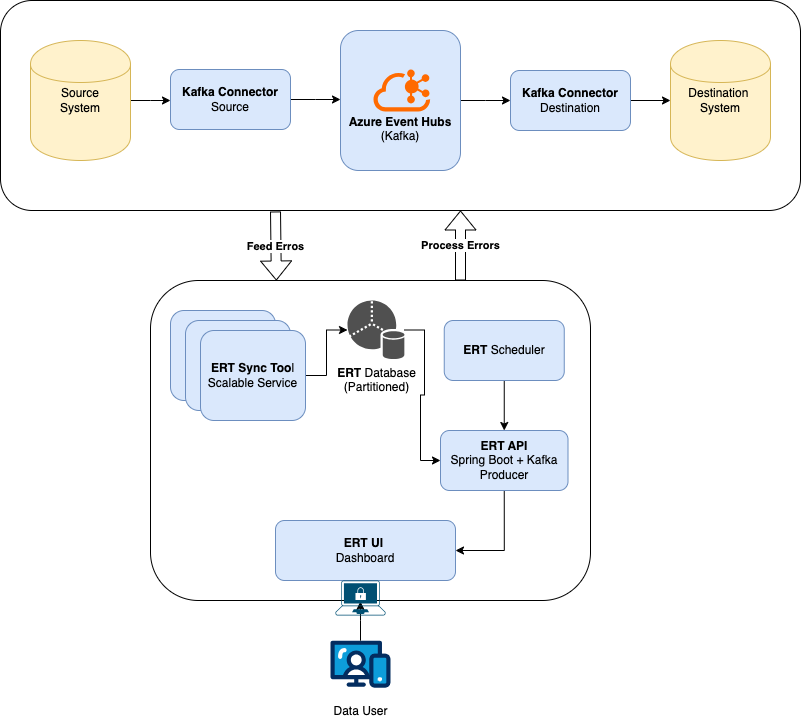 Source
System
Kafka Connector
Source
Azure Event Hubs
(Kafka)
Kafka Connector
Destination
Destination
System
Feed Erros
Process Errors
ERT Sync Tool
Scalable Service
ERT Database
(Partitioned)
ERT Scheduler
ERT API
Spring Boot + Kafka
Producer
ERT UI
Dashboard
Data User